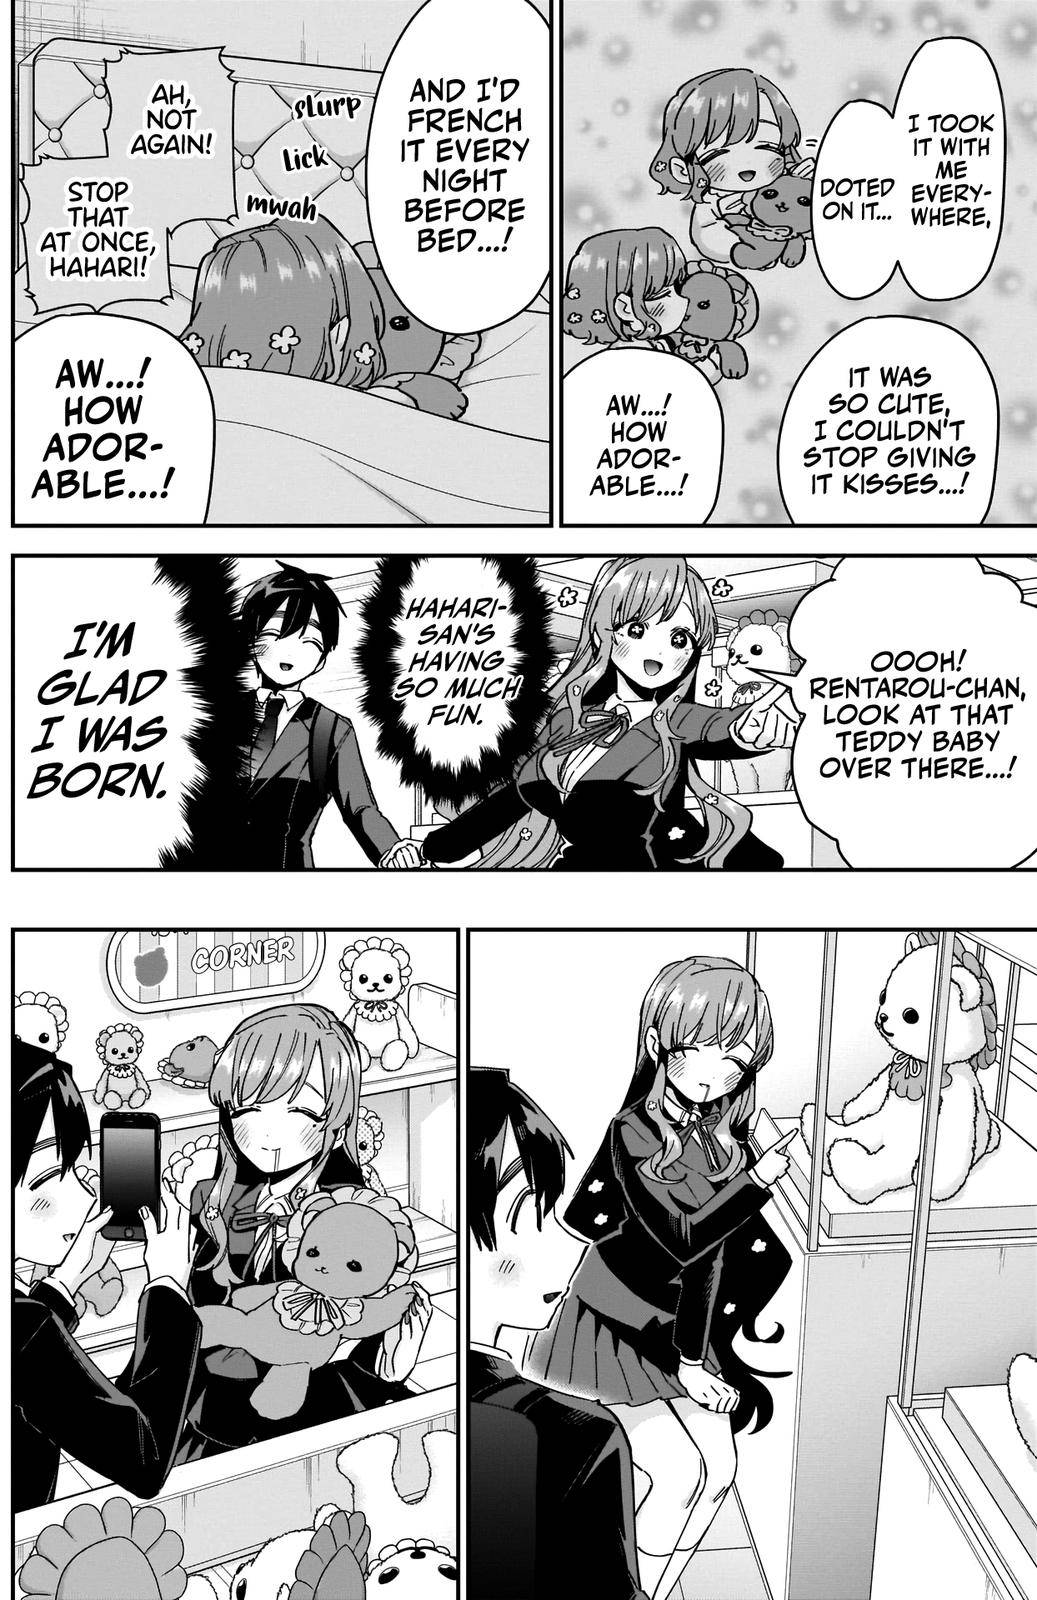 I TOOK
IT WITH
ME
EVERY-
WHERE,
DOTED
ON IT...
IT WAS
SO CUTE,
I COULDN'T
STOP GIVING
IT KISSES...!
AW...!
HOW
ADOR-
ABLE...!
AND I'D
FRENCH
IT EVERY
NIGHT
BEFORE
BED...!
slurp
Lick
mwah
AH,
NOT
AGAIN!
STOP
THAT
AT ONCE,
HAHARI!
AW...!
HOW
ADOR-
ABLE...!
OOOH!
RENTAROU-CHAN,
LOOK AT THAT
TEDDY BABY
OVER THERE...!
HAHARI-
SAN'S
HAVING
SO MUCH
FUN.
I'M
GLAD
I WAS
BORN.
CORNER